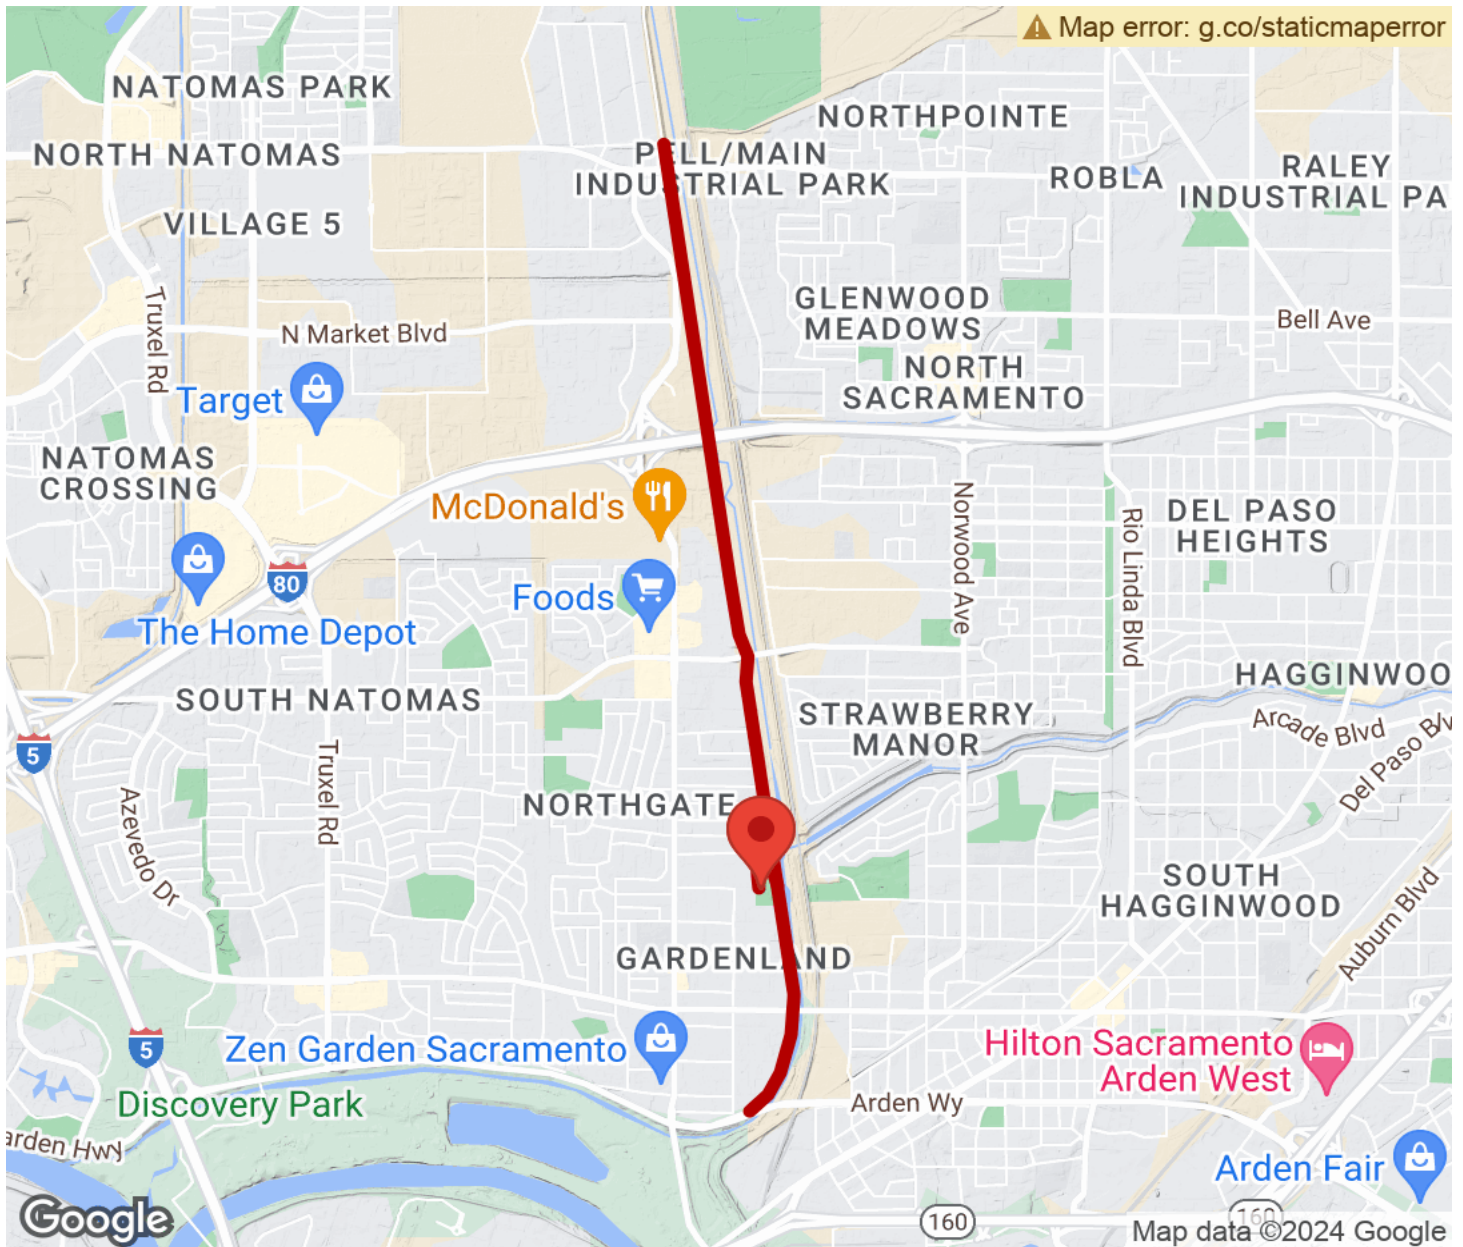 Map error: g.co/staticmaperror
NATOMAS PARK
NORTHPOINTE
NORTH NATOMAS
PELL/MAIN
INDUSTRIAL PARK
ROBLA
RALEY
INDUSTRIAL PA
VILLAGE 5
Truxel Rd
N Market Blvd
GLENWOOD
MEADOWS
Bell Ave
Target
NORTH
SACRAMENTO
NATOMAS
CROSSING
McDonald's
Norwood Ave
Rio Linda Blvd
DEL PASO
HEIGHTS
80
Foods
The Home Depot
SOUTH NATOMAS
HAGGINWOO
5
STRAWBERRY
MANOR
Arcade Blvd
Del Paso Blv
Truxel Rd
Azevedo Dr
NORTHGATE
SOUTH
HAGGINWOOD
Auburn Blvd
GARDENLAND
5
Zen Garden Sacramento
Hilton Sacramento
Arden West
Discovery Park
Arden Wy
arden Hwy
Arden Fair
Google
160
160
Map data ©2024 Google